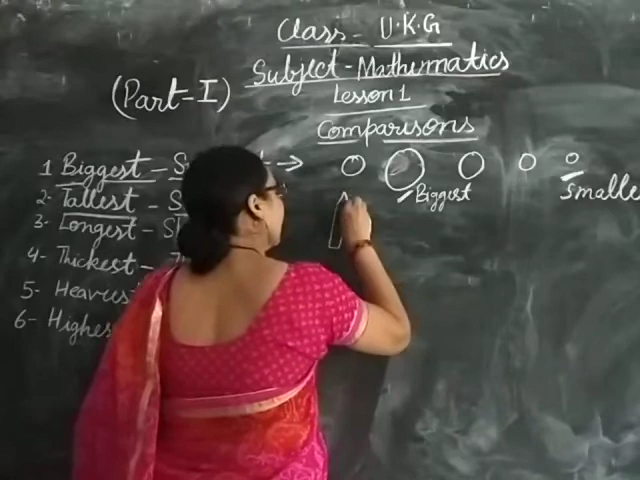 Class- U.K.G
Subject-Mathematics
(Part-I)
Lesson 1
Comparisons
1 Biggest - S
Biggest
2. Tallest - S
3. Longest - S
4- Thickest -
5- Heavies
6- Highes